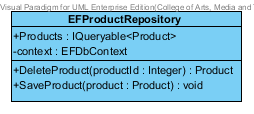 Visual Paradigm for UML Enterprise Edition(College of Arts, Media and
EFProductRepository
+Products : IQueryable<Product>
-context : EFDbContext
+DeleteProduct(productId : Integer) : Product
+SaveProduct(product : Product) : void